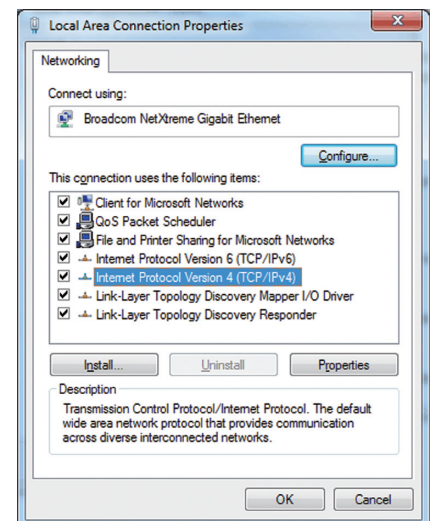 Local Area Connection Properties
X
Networking
Connect using:
Broadcom NetXtreme Gigabit Ethernet
Configure...
This connection uses the following items:
Client for Microsoft Networks
QoS Packet Scheduler
File and Printer Sharing for Microsoft Networks
Internet Protocol Version 6 (TCP/IPv6)
Internet Protocol Version 4 (TCP/IPv4)
Link-Layer Topology Discovery Mapper I/O Driver
Link-Layer Topology Discovery Responder
Install... Uninstall Properties
Description
Transmission Control Protocol/Internet Protocol. The default
wide area network protocol that provides communication
across diverse interconnected networks.
OK Cancel